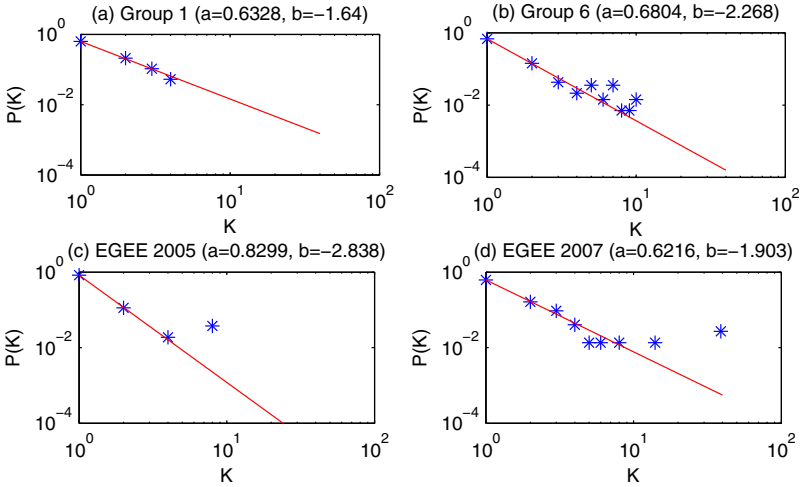 (a) Group 1 (a=0.6328, b=−1.64)
P(K)
10^0
10^−2
10^−4
10^0 10^1 10^2
K
(b) Group 6 (a=0.6804, b=−2.268)
P(K)
10^0
10^−2
10^−4
10^0 10^1 10^2
K
(c) EGEE 2005 (a=0.8299, b=−2.838)
P(K)
10^0
10^−2
10^−4
10^0 10^1 10^2
K
(d) EGEE 2007 (a=0.6216, b=−1.903)
P(K)
10^0
10^−2
10^−4
10^0 10^1 10^2
K